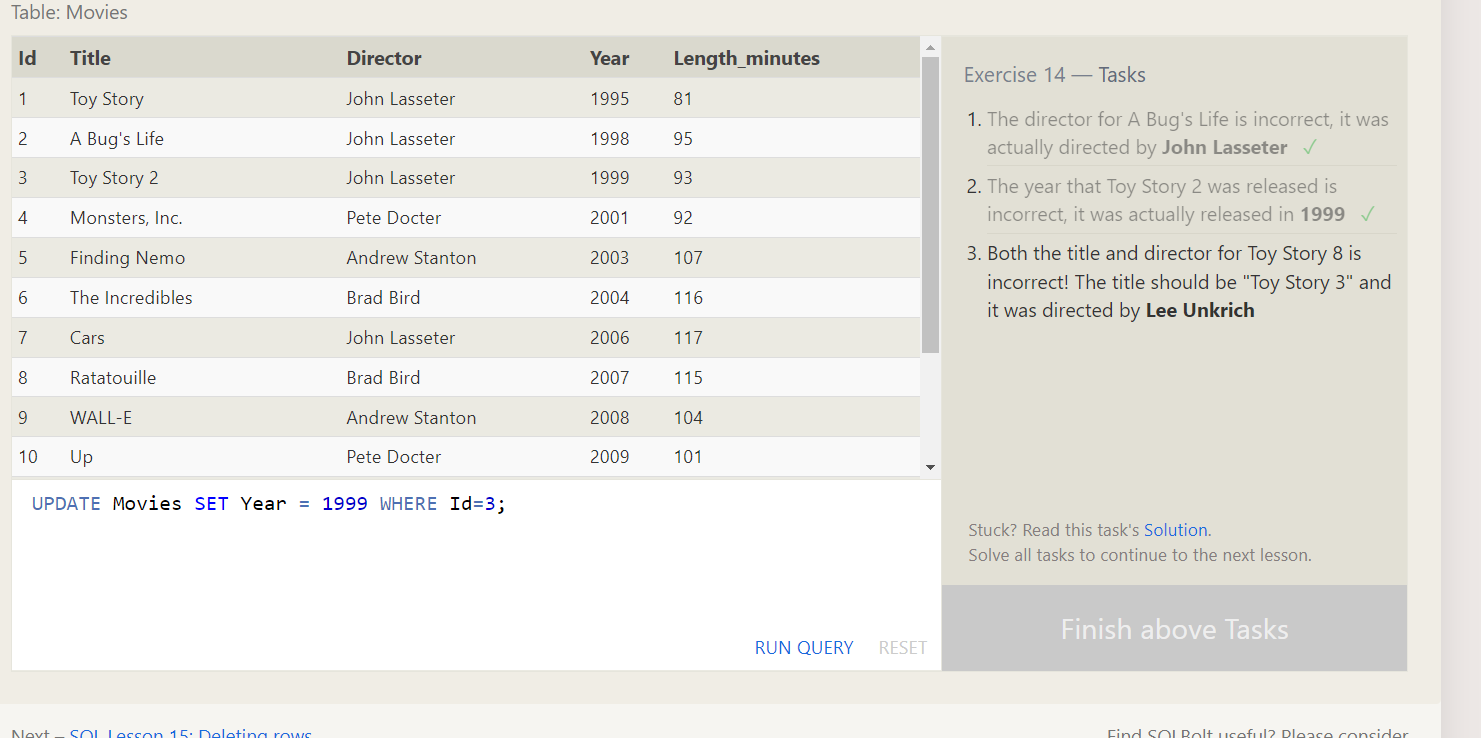 Table: Movies
Id Title Director Year Length_minutes
1 Toy Story John Lasseter 1995 81
2 A Bug's Life John Lasseter 1998 95
3 Toy Story 2 John Lasseter 1999 93
4 Monsters, Inc. Pete Docter 2001 92
5 Finding Nemo Andrew Stanton 2003 107
6 The Incredibles Brad Bird 2004 116
7 Cars John Lasseter 2006 117
8 Ratatouille Brad Bird 2007 115
9 WALL-E Andrew Stanton 2008 104
10 Up Pete Docter 2009 101
UPDATE Movies SET Year = 1999 WHERE Id=3;
RUN QUERY RESET
Exercise 14 — Tasks
1. The director for A Bug's Life is incorrect, it was
actually directed by John Lasseter ✓
2. The year that Toy Story 2 was released is
incorrect, it was actually released in 1999 ✓
3. Both the title and director for Toy Story 8 is
incorrect! The title should be "Toy Story 3" and
it was directed by Lee Unkrich
Stuck? Read this task's Solution.
Solve all tasks to continue to the next lesson.
Finish above Tasks
Next – SQL Lesson 15: Deleting rows
Find SQLBolt useful? Please consider